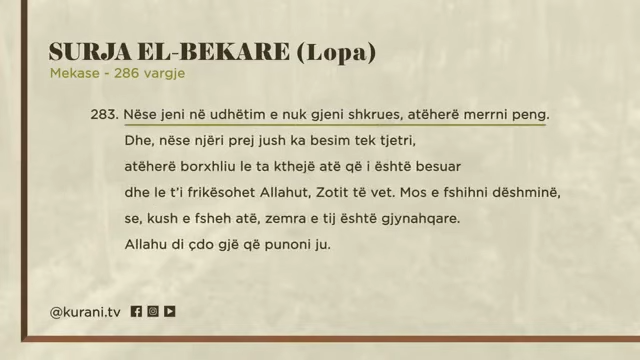 SURJA EL-BEKARE (Lopa)
Mekase - 286 vargje
283. Nëse jeni në udhëtim e nuk gjeni shkrues, atëherë merrni peng.
Dhe, nëse njëri prej jush ka besim tek tjetri,
atëherë borxhliu le ta kthejë atë që i është besuar
dhe le t'i frikësohet Allahut, Zotit të vet. Mos e fshihni dëshminë,
se, kush e fsheh atë, zemra e tij është gjynahqare.
Allahu di çdo gjë që punoni ju.
@kurani.tv